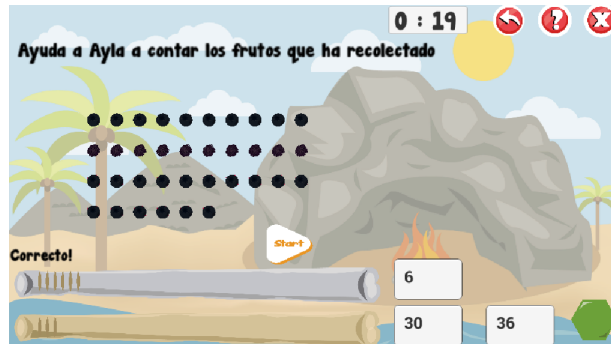 0 : 19
Ayuda a Ayla a contar los frutos que ha recolectado
Start
Correcto!
6
30
36